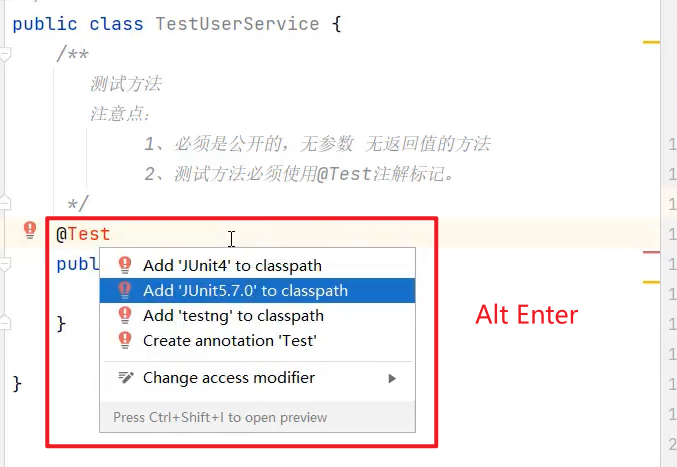 public class TestUserService {
/**
测试方法
注意点：
1、必须是公开的，无参数 无返回值的方法
2、测试方法必须使用@Test注解标记。
*/
@Test
publ
Add 'JUnit4' to classpath
Add 'JUnit5.7.0' to classpath
Add 'testng' to classpath
Create annotation 'Test'
Change access modifier
Press Ctrl+Shift+I to open preview
Alt Enter
}
}